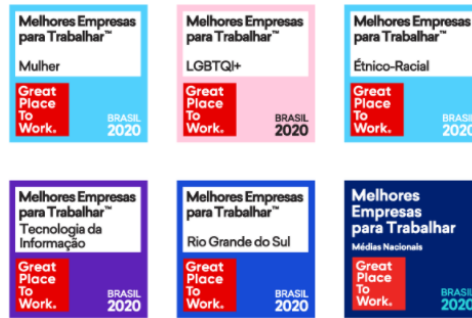 Melhores Empresas
para Trabalhar™
Mulher
Great
Place
To
Work.
BRASIL
2020
Melhores Empresas
para Trabalhar™
LGBTQI+
Great
Place
To
Work.
BRASIL
2020
Melhores Empresas
para Trabalhar™
Étnico-Racial
Great
Place
To
Work.
BRASIL
2020
Melhores Empresas
para Trabalhar™
Tecnologia da
Informação
Great
Place
To
Work.
BRASIL
2020
Melhores Empresas
para Trabalhar™
Rio Grande do Sul
Great
Place
To
Work.
BRASIL
2020
Melhores
Empresas
para Trabalhar
Médias Nacionais
Great
Place
To
Work.
BRASIL
2020